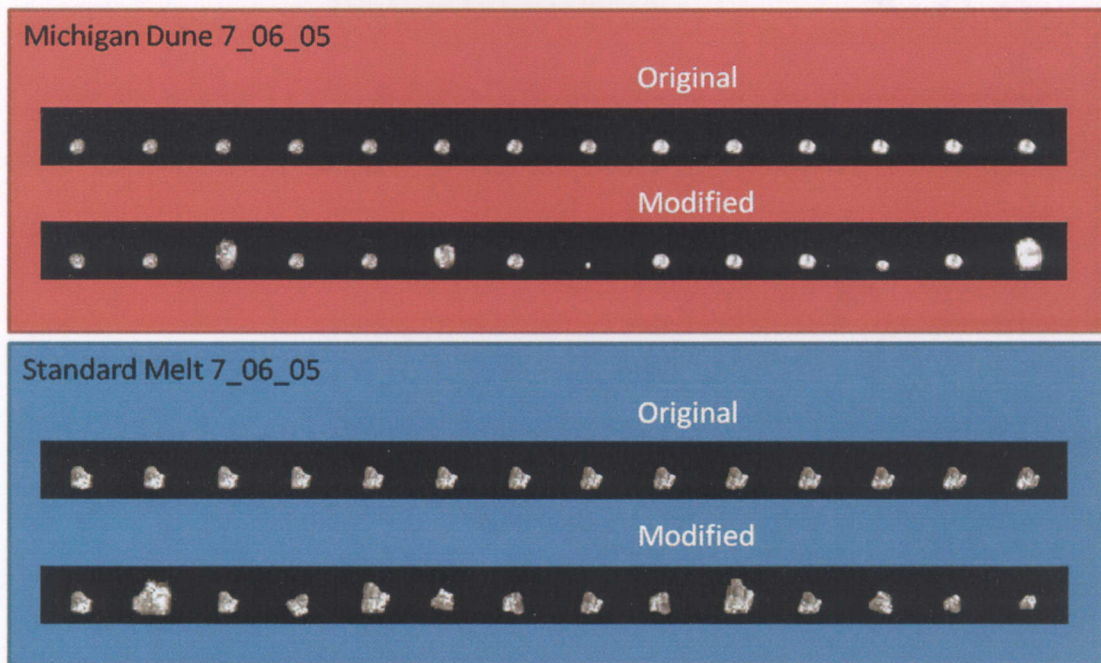 Michigan Dune 7_06_05
Original
Modified
Standard Melt 7_06_05
Original
Modified